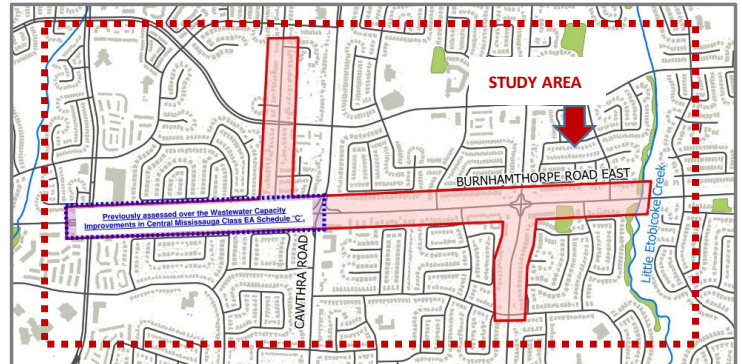 STUDY AREA
BURNHAMTHORPE ROAD EAST
Previously assessed over the Wastewater Capacity
Improvements in Central Mississauga Class EA Schedule 'C'.
CAWTHRA ROAD
Little Etobicoke Creek